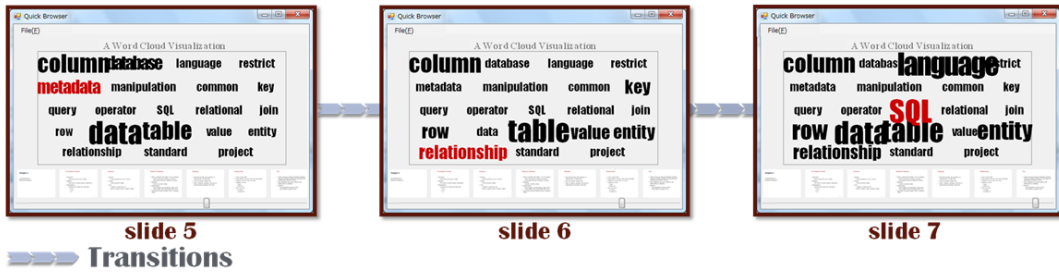 Quick Browser
File(F)
A Word Cloud Visualization
column database language restrict
metadata manipulation common key
query operator SQL relational join
row data table value entity
relationship standard project
slide 5
Quick Browser
File(F)
A Word Cloud Visualization
column database language restrict
metadata manipulation common key
query operator SQL relational join
row data table value entity
relationship standard project
slide 6
Quick Browser
File(F)
A Word Cloud Visualization
column database language restrict
metadata manipulation common key
query operator SQL relational join
row data table value entity
relationship standard project
slide 7
Transitions